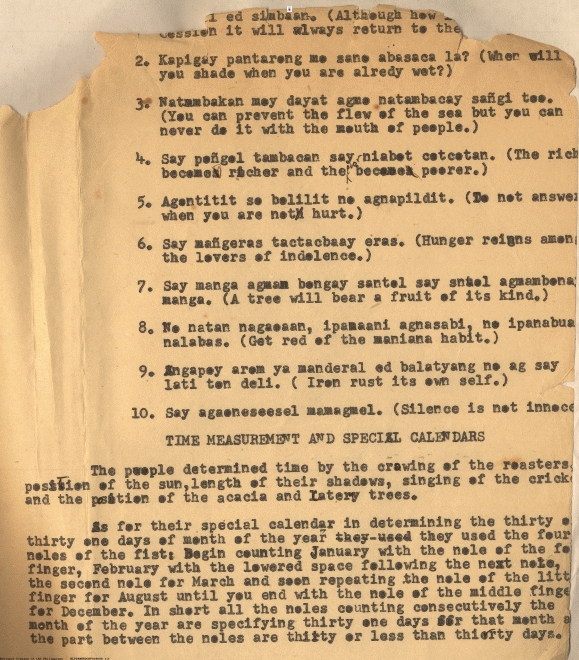 ed simbaan. (Although how
cession it will always return to the
2. Kapigay pantareng mo sano abasaca la? (When will
you shade when you are alredy wet?)
3. Natambakan moy dayat agmo natambacay sañgi too.
(You can prevent the flew of the sea but you can
never do it with the mouth of people.)
4. Say poñgol tambacan say niabot cotcotan. (The rich
becomes richer and the becomes poorer.)
5. Agontitit so bolilit no agnapildit. (Do not answer
when you are not hurt.)
6. Say mañgeras tactacbaay eras. (Hunger reigns among
the lovers of indolence.)
7. Say manga agmam bongay santol say sntol agmambonay
manga. (A tree will bear a fruit of its kind.)
8. No natan nagaoaan, ipamaani agnasabi, no ipanabua
nalabas. (Get red of the maniana habit.)
9. Angapoy arom ya manderal ed balatyang no ag say
lati ton deli. ( Iron rust its own self.)
10. Say agaoneseesel mamagmel. (Silence is not innoce
TIME MEASUREMENT AND SPECIAL CALENDARS
The people determined time by the crawing of the roasters,
position of the sun,length of their shadows, singing of the cricke
and the position of the acacia and Latery trees.
As for their special calendar in determining the thirty o
thirty one days of month of the year they used they used the four
noles of the fist: Begin counting January with the nole of the fo
finger, February with the lowered space following the next note,
the second nole for March and soon repeating the nole of the litt
finger for August until you end with the nole of the middle finge
for December. In short all the noles counting consecutively the
month of the year are specifying thirty one days for that month a
the part between the noles are thirty or less than thirty days.